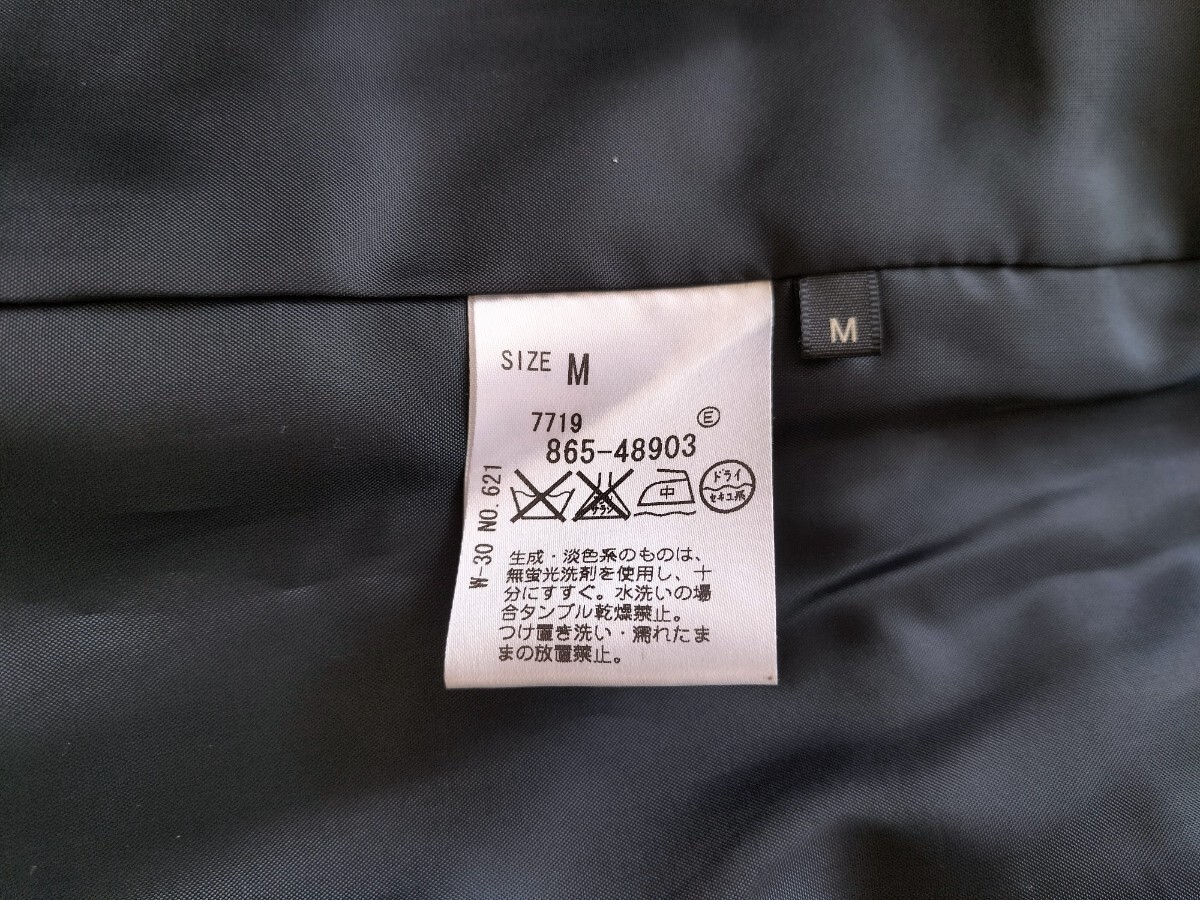 SIZE M
M
7719 Ⓔ
865-48903
W-30 NO.621
サラシ
中
ドライ
セキユ系
生成・淡色系のものは、
無蛍光洗剤を使用し、十
分にすすぐ。水洗いの場
合タンブル乾燥禁止。
つけ置き洗い・濡れたま
まの放置禁止。